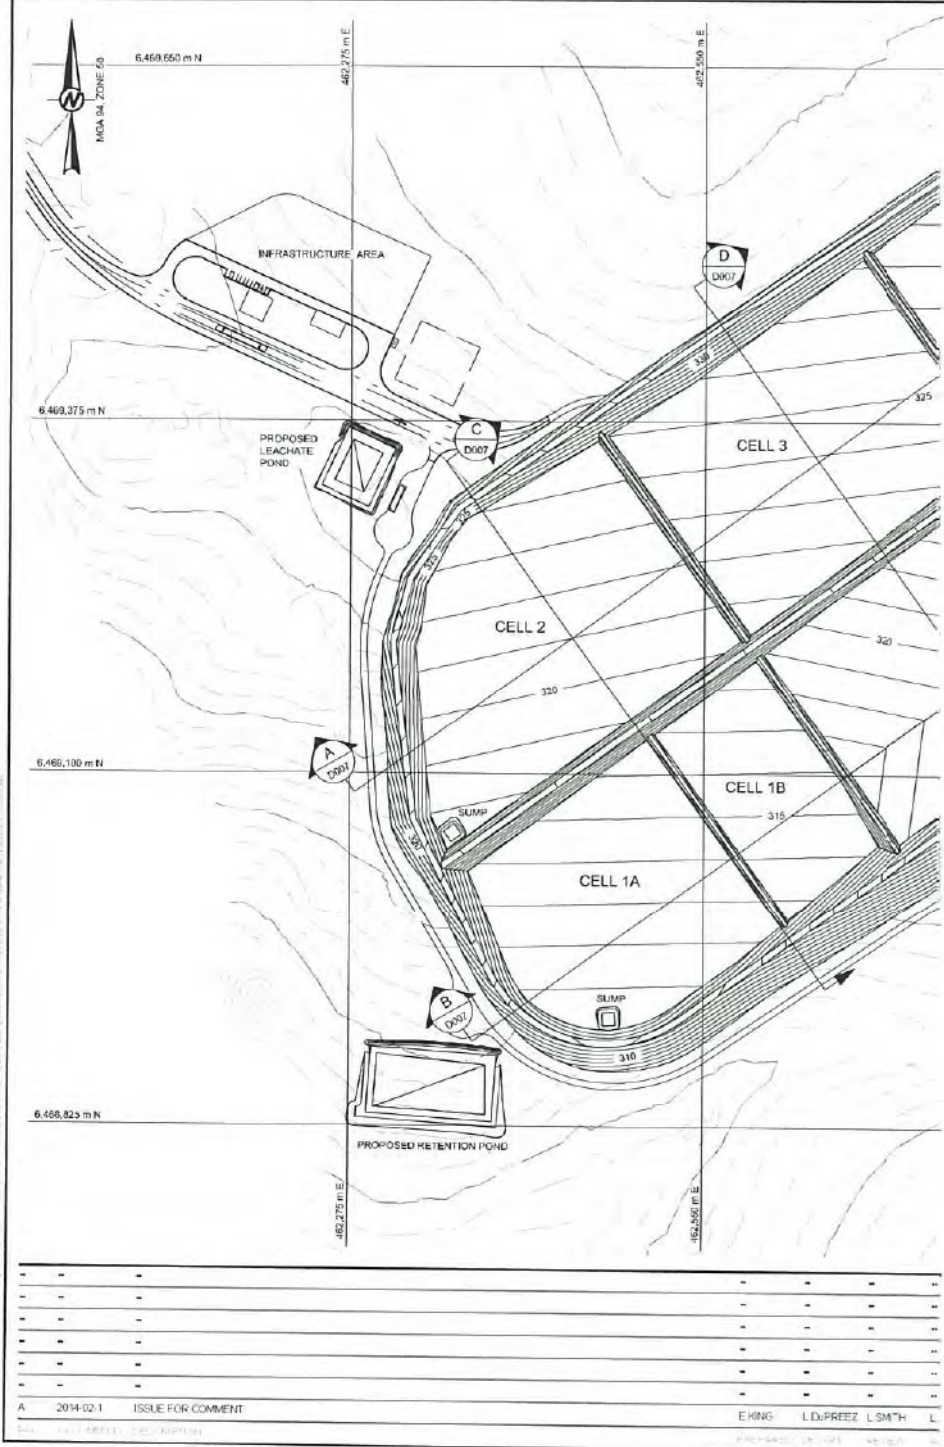 6,469,650 m N
462,275 m E
462,550 m E
MGA 94, ZONE 50
N
INFRASTRUCTURE AREA
D
D007
330
325
6,469,375 m N
C
D007
PROPOSED
LEACHATE
POND
CELL 3
325
320
CELL 2
320
320
A
D007
6,469,100 m N
CELL 1B
SUMP
315
320
CELL 1A
B
D007
SUMP
310
6,468,825 m N
PROPOSED RETENTION POND
462,275 m E
462,550 m E
A 2014-02-1 ISSUE FOR COMMENT E KING L DuPREEZ L SMITH L